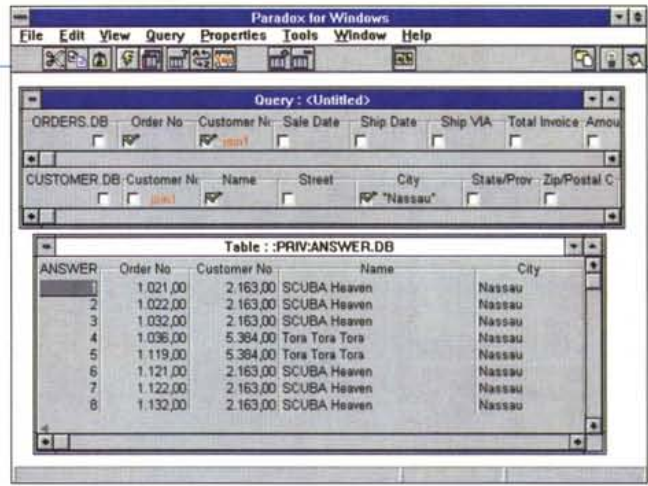 Paradox for Windows
File Edit View Query Properties Tools Window Help
Query : <Untitled>
ORDERS.DB Order No Customer No Sale Date Ship Date Ship VIA Total Invoice Amou
join1
CUSTOMER.DB Customer No Name Street City State/Prov Zip/Postal C
join1 "Nassau"
Table : :PRIV:ANSWER.DB
ANSWER Order No Customer No Name City
1 1.021,00 2.163,00 SCUBA Heaven Nassau
2 1.022,00 2.163,00 SCUBA Heaven Nassau
3 1.032,00 2.163,00 SCUBA Heaven Nassau
4 1.036,00 5.384,00 Tora Tora Tora Nassau
5 1.119,00 5.384,00 Tora Tora Tora Nassau
6 1.121,00 2.163,00 SCUBA Heaven Nassau
7 1.122,00 2.163,00 SCUBA Heaven Nassau
8 1.132,00 2.163,00 SCUBA Heaven Nassau